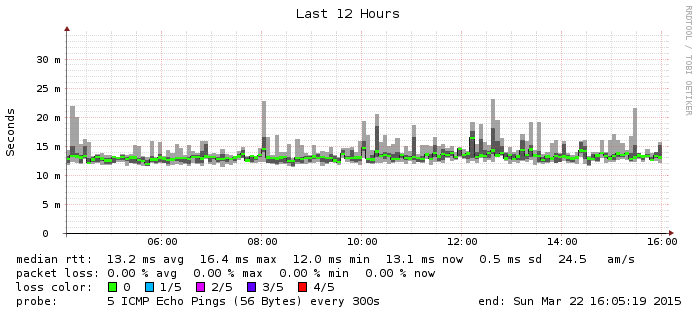 Last 12 Hours
RRDTOOL / TOBI OETIKER
Seconds
30 m
25 m
20 m
15 m
10 m
5 m
0
06:00 08:00 10:00 12:00 14:00 16:00
median rtt: 13.2 ms avg 16.4 ms max 12.0 ms min 13.1 ms now 0.5 ms sd 24.5 am/s
packet loss: 0.00 % avg 0.00 % max 0.00 % min 0.00 % now
loss color: 0 1/5 2/5 3/5 4/5
probe: 5 ICMP Echo Pings (56 Bytes) every 300s end: Sun Mar 22 16:05:19 2015